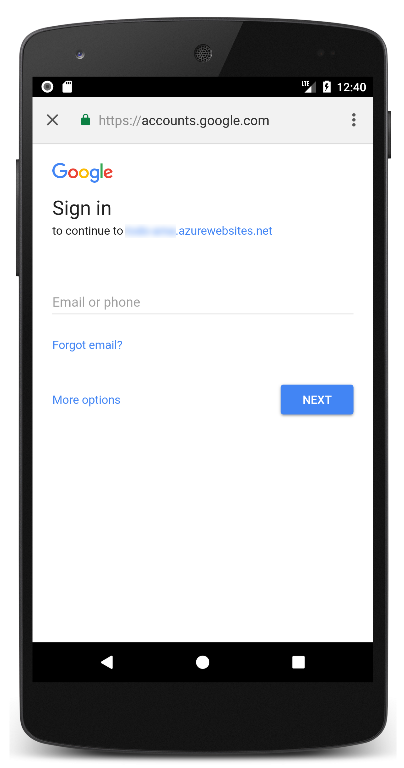 LTE 12:40
https://accounts.google.com
Google
Sign in
to continue to .azurewebsites.net
Email or phone
Forgot email?
More options
NEXT